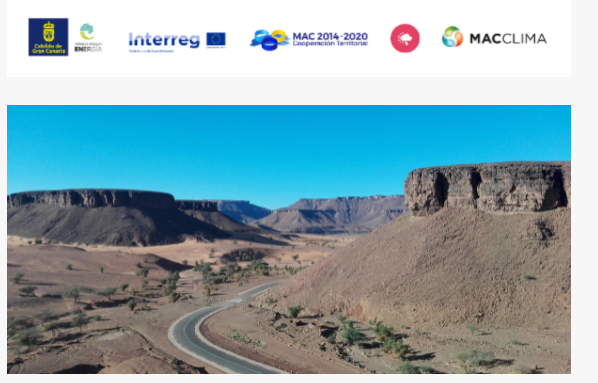 Cabildo de
Gran Canaria
ENERGÍA
Interreg
MAC 2014-2020
Cooperación Territorial
MACCLIMA